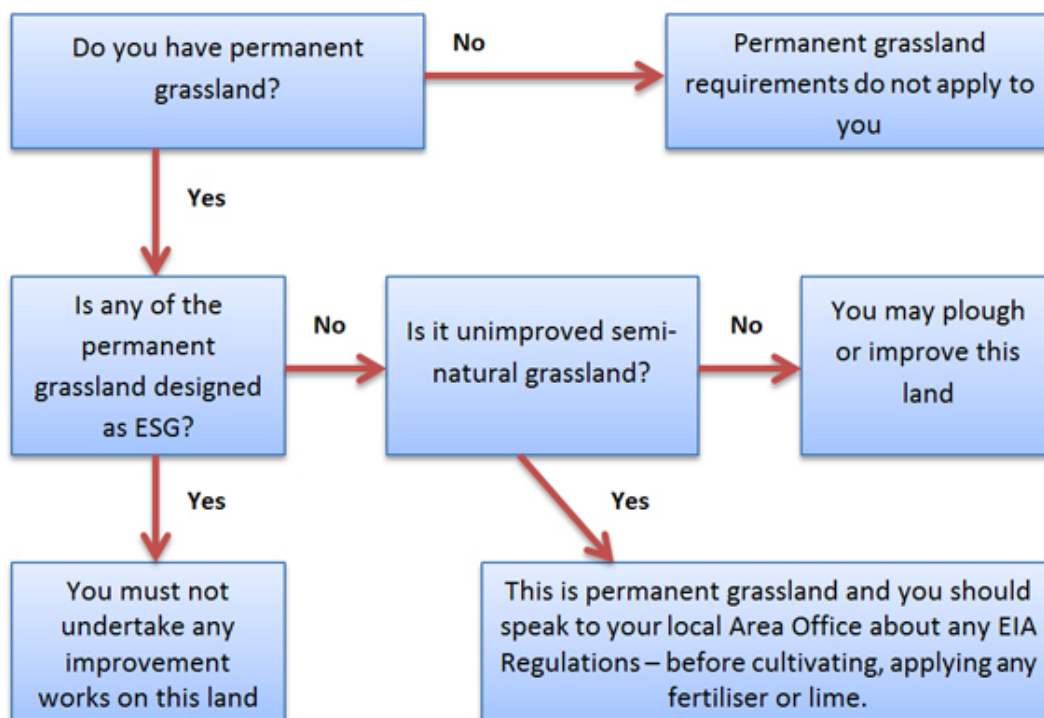 Do you have permanent
grassland?
No
Permanent grassland
requirements do not apply to
you
Yes
Is any of the
permanent
grassland designed
as ESG?
No
Is it unimproved semi-
natural grassland?
No
You may plough
or improve this
land
Yes
You must not
undertake any
improvement
works on this land
Yes
This is permanent grassland and you should
speak to your local Area Office about any EIA
Regulations – before cultivating, applying any
fertiliser or lime.